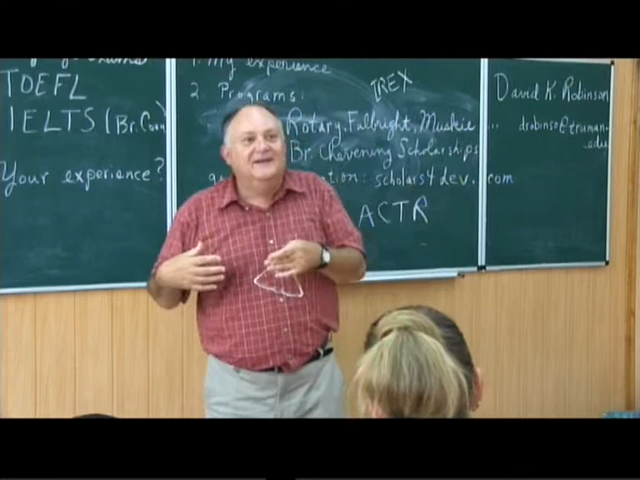 TOEFL
IELTS (Br. Coun
Your experience?
1. My experience
2. Programs:
TREX
Rotary, Fulbright, Muskie ...
Br. Chevening Scholarships
: scholars4dev.com
ACTR
David K. Robinson
drobinso@truman.
edu